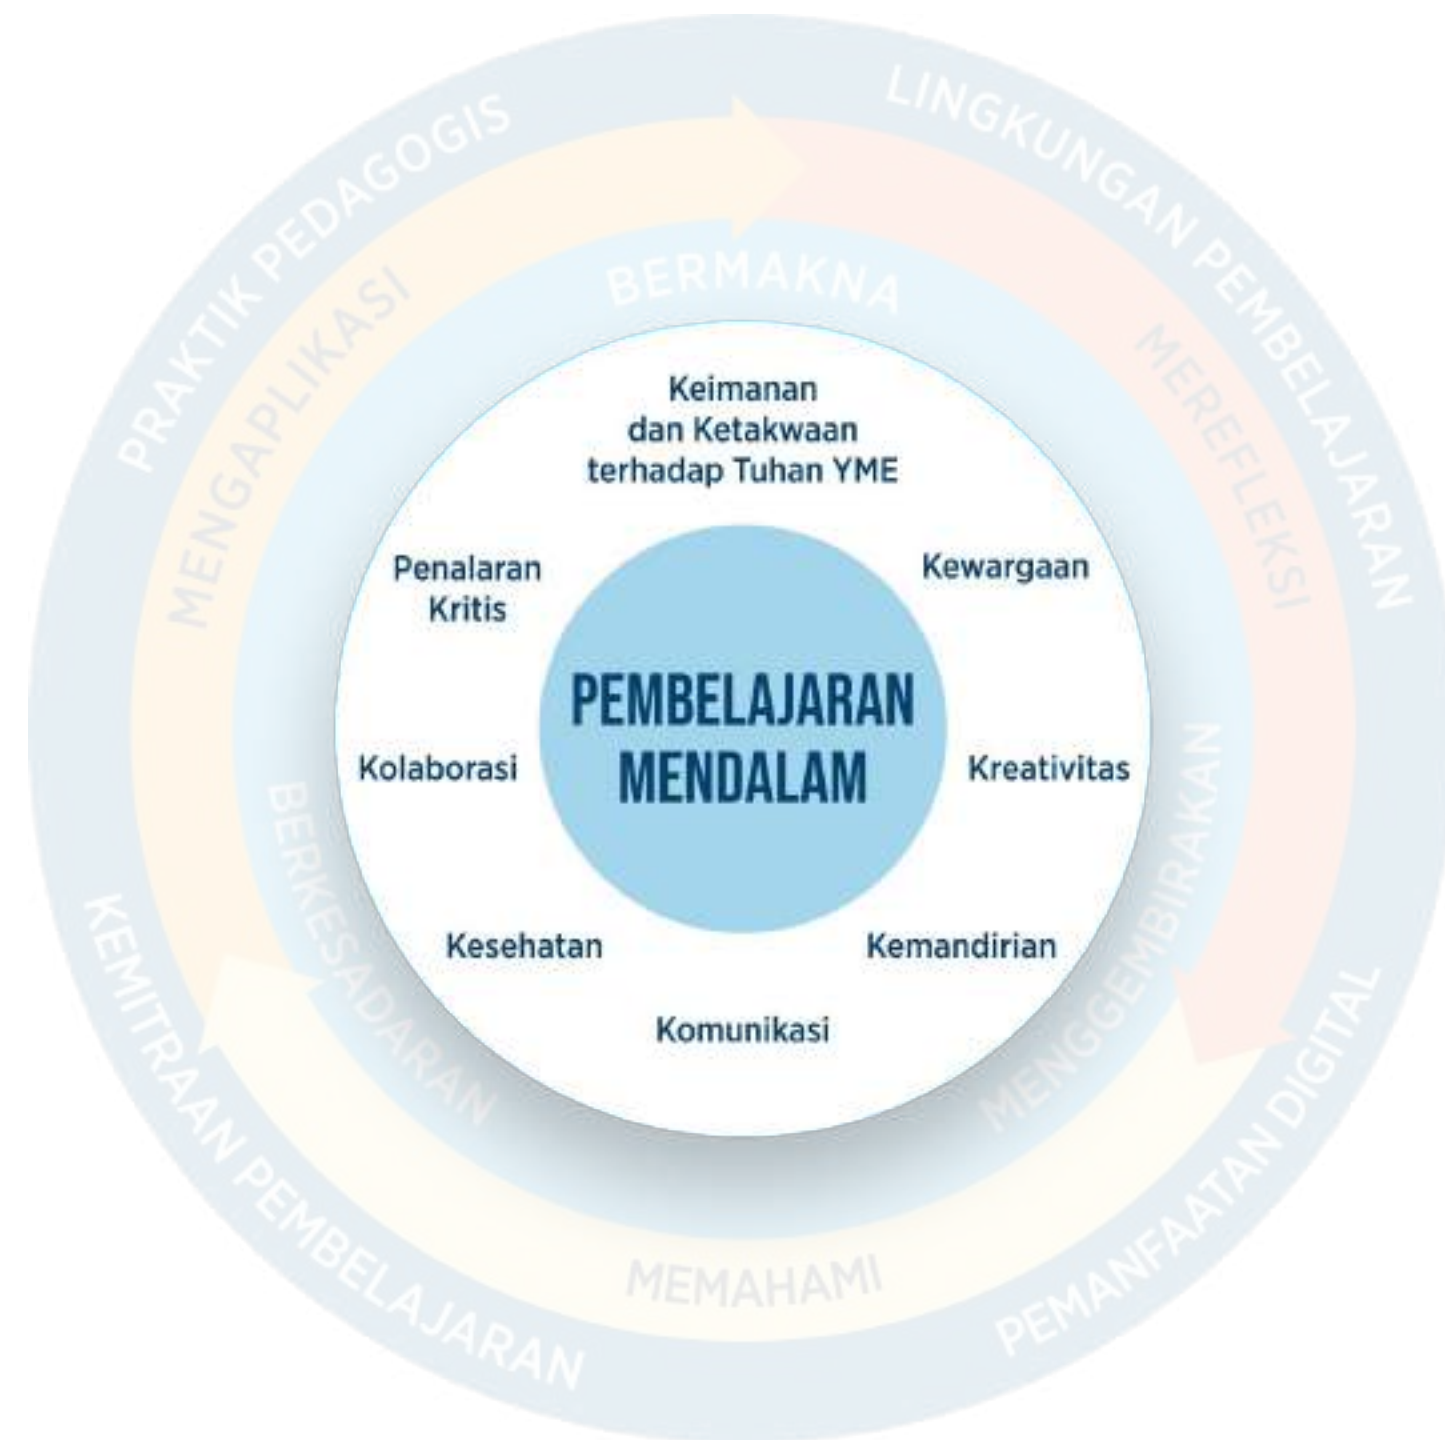 PRAKTIK PEDAGOGIS
LINGKUNGAN PEMBELAJARAN
MENGAPLIKASI
MEREFLEKSI
BERMAKNA
Keimanan
dan Ketakwaan
terhadap Tuhan YME
Penalaran
Kritis
Kewargaan
PEMBELAJARAN
MENDALAM
Kolaborasi
Kreativitas
Kesehatan
Kemandirian
Komunikasi
BERKESADARAN
MENGGEMBIRAKAN
MEMAHAMI
KEMITRAAN PEMBELAJARAN
PEMANFAATAN DIGITAL